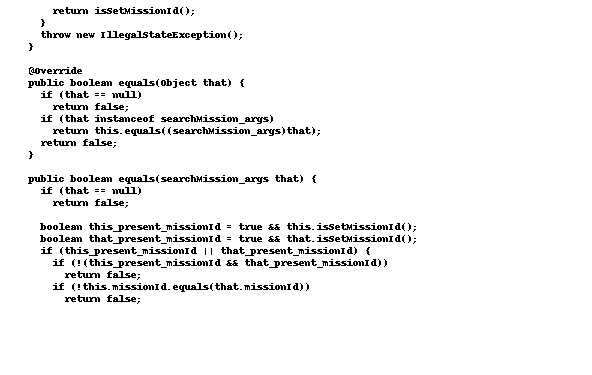 return isSetMissionId();
}
throw new IllegalStateException();
}
@Override
public boolean equals(Object that) {
if (that == null)
return false;
if (that instanceof searchMission_args)
return this.equals((searchMission_args)that);
return false;
}
public boolean equals(searchMission_args that) {
if (that == null)
return false;
boolean this_present_missionId = true && this.isSetMissionId();
boolean that_present_missionId = true && that.isSetMissionId();
if (this_present_missionId || that_present_missionId) {
if (!(this_present_missionId && that_present_missionId))
return false;
if (!this.missionId.equals(that.missionId))
return false;